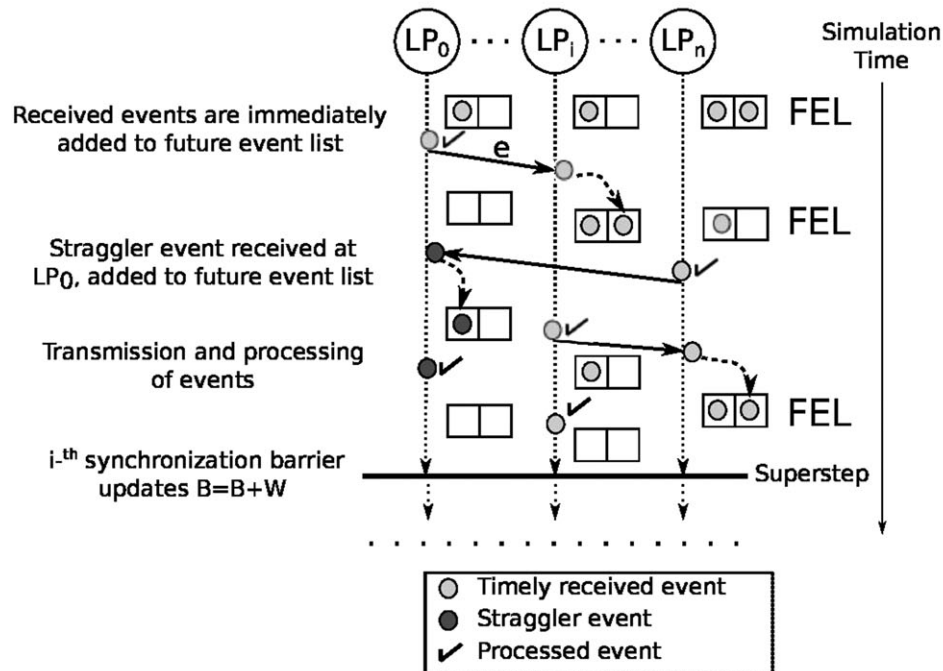 LP0 ··· LPi ··· LPn
Simulation
Time
Received events are immediately
added to future event list
FEL
e
FEL
Straggler event received at
LP0, added to future event list
Transmission and processing
of events
FEL
i-th synchronization barrier
updates B=B+W
Superstep
Timely received event
Straggler event
Processed event